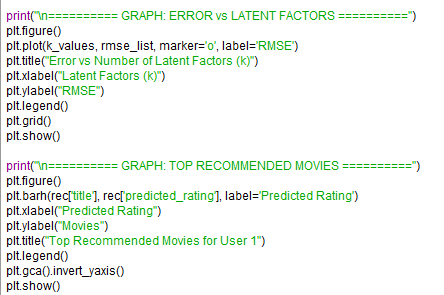 print("\n========== GRAPH: ERROR vs LATENT FACTORS ==========")
plt.figure()
plt.plot(k_values, rmse_list, marker='o', label='RMSE')
plt.title("Error vs Number of Latent Factors (k)")
plt.xlabel("Latent Factors (k)")
plt.ylabel("RMSE")
plt.legend()
plt.grid()
plt.show()

print("\n========== GRAPH: TOP RECOMMENDED MOVIES ==========")
plt.figure()
plt.barh(rec['title'], rec['predicted_rating'], label='Predicted Rating')
plt.xlabel("Predicted Rating")
plt.ylabel("Movies")
plt.title("Top Recommended Movies for User 1")
plt.legend()
plt.gca().invert_yaxis()
plt.show()